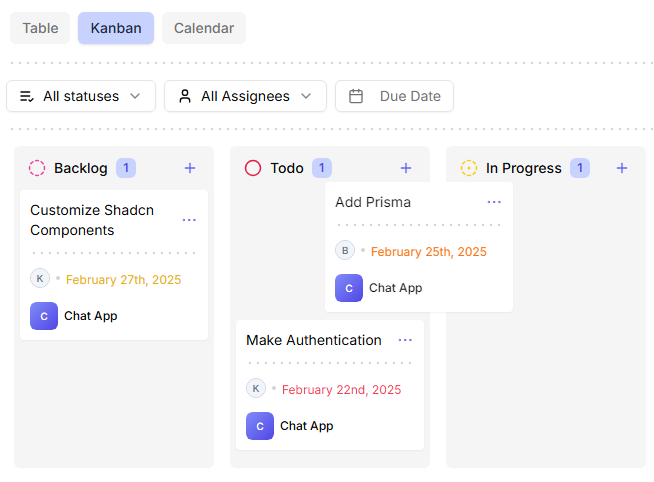 Table Kanban Calendar
All statuses All Assignees Due Date
Backlog 1 +
Customize Shadcn
Components
K • February 27th, 2025
C Chat App
Todo 1 +
Make Authentication
K • February 22nd, 2025
C Chat App
Add Prisma
B • February 25th, 2025
C Chat App
In Progress 1 +